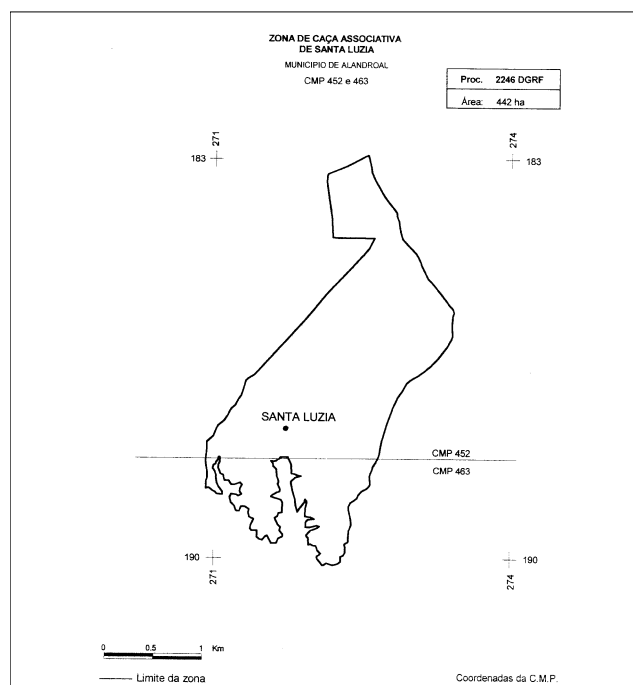 ZONA DE CAÇA ASSOCIATIVA
DE SANTA LUZIA
MUNICIPIO DE ALANDROAL
CMP 452 e 463
Proc. 2246 DGRF
Área: 442 ha
271
274
183
183
SANTA LUZIA
CMP 452
CMP 463
190
190
271
274
0 0.5 1 Km
Limite da zona
Coordenadas da C.M.P.